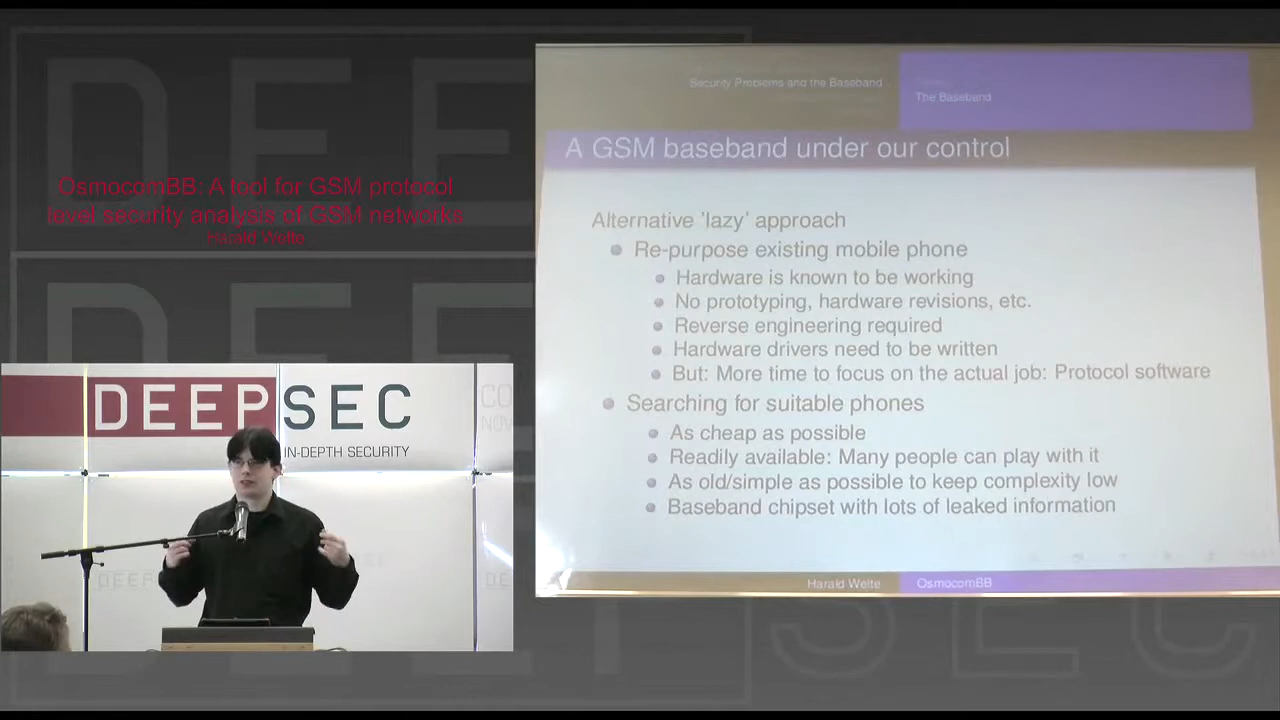 OsmocomBB: A tool for GSM protocol
level security analysis of GSM networks
Harald Welte
DEEPSEC
IN-DEPTH SECURITY
DEEP
Security Problems and the Baseband
The Baseband
A GSM baseband under our control
Alternative 'lazy' approach
Re-purpose existing mobile phone
Hardware is known to be working
No prototyping, hardware revisions, etc.
Reverse engineering required
Hardware drivers need to be written
But: More time to focus on the actual job: Protocol software
Searching for suitable phones
As cheap as possible
Readily available: Many people can play with it
As old/simple as possible to keep complexity low
Baseband chipset with lots of leaked information
Harald Welte
OsmocomBB